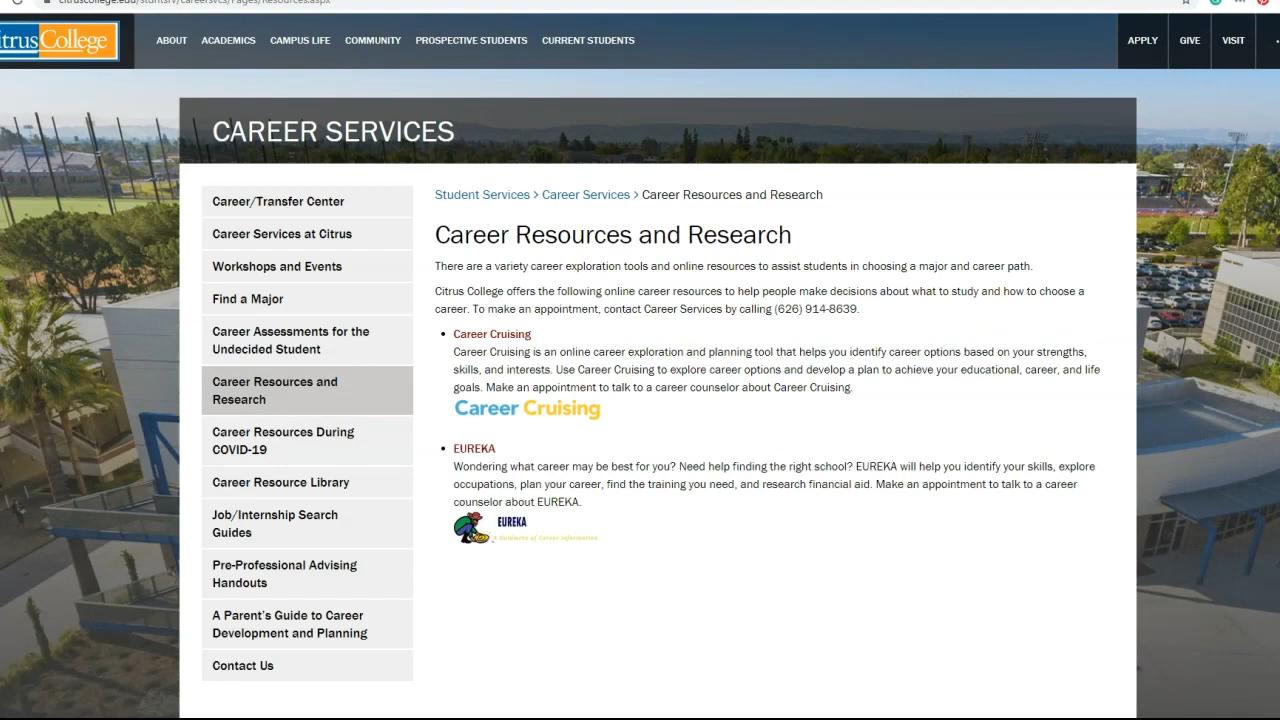 citruscollege.edu/stdntsrv/careersvcs/Pages/Resources.aspx
CitrusCollege
ABOUT ACADEMICS CAMPUS LIFE COMMUNITY PROSPECTIVE STUDENTS CURRENT STUDENTS
APPLY GIVE VISIT
CAREER SERVICES
Career/Transfer Center
Career Services at Citrus
Workshops and Events
Find a Major
Career Assessments for the
Undecided Student
Career Resources and
Research
Career Resources During
COVID-19
Career Resource Library
Job/Internship Search
Guides
Pre-Professional Advising
Handouts
A Parent's Guide to Career
Development and Planning
Contact Us
Student Services > Career Services > Career Resources and Research
Career Resources and Research
There are a variety career exploration tools and online resources to assist students in choosing a major and career path.
Citrus College offers the following online career resources to help people make decisions about what to study and how to choose a
career. To make an appointment, contact Career Services by calling (626) 914-8639.
• Career Cruising
Career Cruising is an online career exploration and planning tool that helps you identify career options based on your strengths,
skills, and interests. Use Career Cruising to explore career options and develop a plan to achieve your educational, career, and life
goals. Make an appointment to talk to a career counselor about Career Cruising.
Career Cruising
• EUREKA
Wondering what career may be best for you? Need help finding the right school? EUREKA will help you identify your skills, explore
occupations, plan your career, find the training you need, and research financial aid. Make an appointment to talk to a career
counselor about EUREKA.
EUREKA
A Goldmine of Career Information.